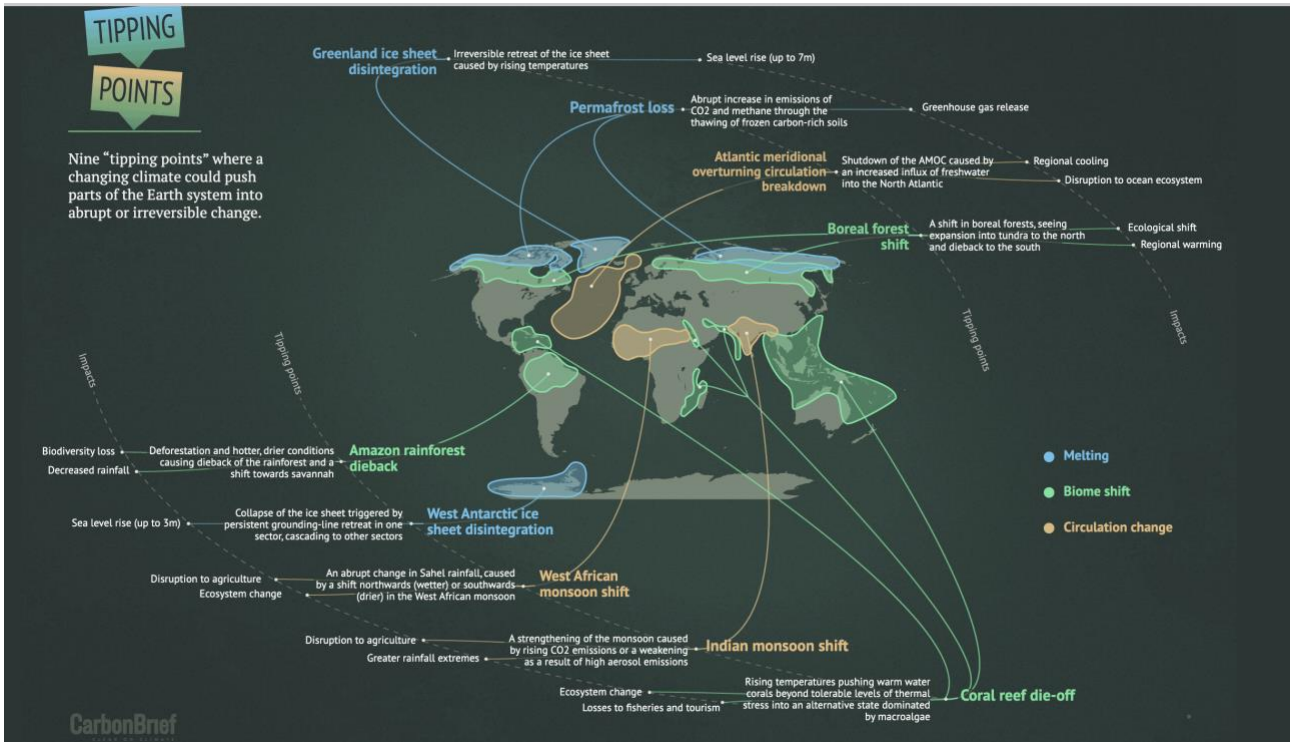 TIPPING
POINTS
Nine “tipping points” where a
changing climate could push
parts of the Earth system into
abrupt or irreversible change.
Greenland ice sheet
disintegration
Irreversible retreat of the ice sheet
caused by rising temperatures
Sea level rise (up to 7m)
Permafrost loss
Abrupt increase in emissions of
CO2 and methane through the
thawing of frozen carbon-rich soils
Greenhouse gas release
Atlantic meridional
overturning circulation
breakdown
Shutdown of the AMOC caused by
an increased influx of freshwater
into the North Atlantic
Regional cooling
Disruption to ocean ecosystem
Boreal forest
shift
A shift in boreal forests, seeing
expansion into tundra to the north
and dieback to the south
Ecological shift
Regional warming
Impacts
Tipping points
Tipping points
Impacts
Biodiversity loss
Decreased rainfall
Deforestation and hotter, drier conditions
causing dieback of the rainforest and a
shift towards savannah
Amazon rainforest
dieback
Melting
Biome shift
Circulation change
Sea level rise (up to 3m)
Collapse of the ice sheet triggered by
persistent grounding-line retreat in one
sector, cascading to other sectors
West Antarctic ice
sheet disintegration
Disruption to agriculture
Ecosystem change
An abrupt change in Sahel rainfall, caused
by a shift northwards (wetter) or southwards
(drier) in the West African monsoon
West African
monsoon shift
Disruption to agriculture
Greater rainfall extremes
A strengthening of the monsoon caused
by rising CO2 emissions or a weakening
as a result of high aerosol emissions
Indian monsoon shift
Ecosystem change
Losses to fisheries and tourism
Rising temperatures pushing warm water
corals beyond tolerable levels of thermal
stress into an alternative state dominated
by macroalgae
Coral reef die-off
CarbonBrief
CLEAR ON CLIMATE